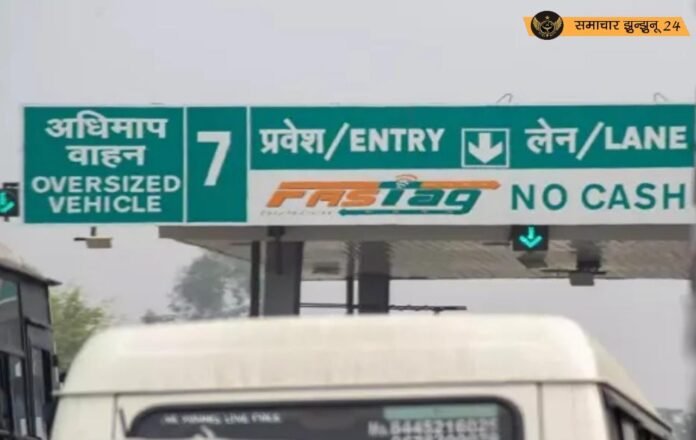 समाचार झुन्झुनू 24
अधिमाप
वाहन
OVERSIZED
VEHICLE
7
प्रवेश/ENTRY
लेन/LANE
FASTag
NO CASH